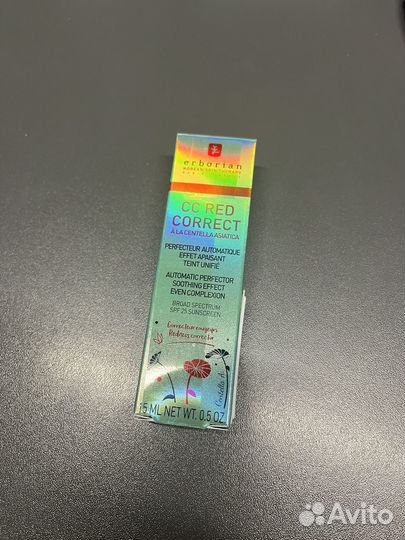 erborian
KOREAN SKIN THERAPY
CC RED
CORRECT
À LA CENTELLA ASIATICA
PERFECTEUR AUTOMATIQUE
EFFET APAISANT
TEINT UNIFIÉ
AUTOMATIC PERFECTOR
SOOTHING EFFECT
EVEN COMPLEXION
BROAD SPECTRUM
SPF 25 SUNSCREEN
Correcteur rougeurs
Redness corrector
Centella
15 ML NET WT. 0.5 OZ
Avito